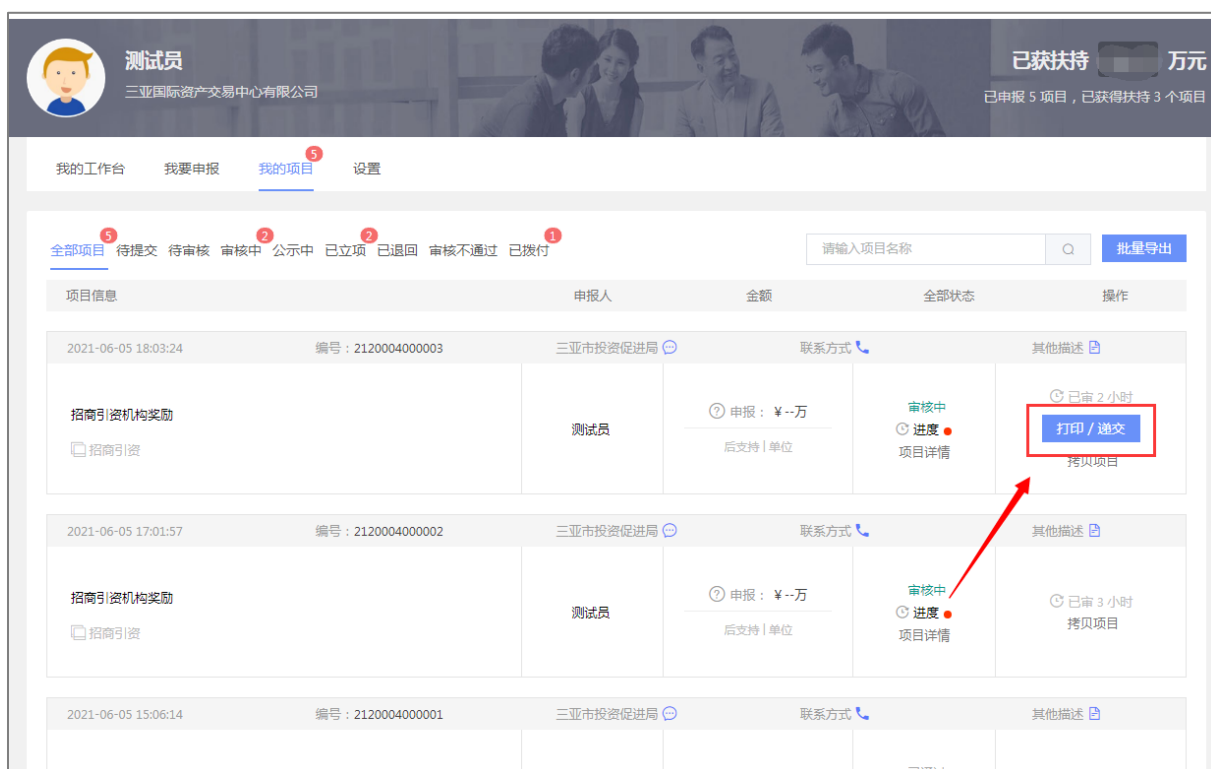 测试员
三亚国际资产交易中心有限公司
已获扶持 万元
已申报 5 项目，已获得扶持 3 个项目
我的工作台 我要申报 我的项目 5 设置
全部项目 5 待提交 待审核 审核中 2 公示中 已立项 2 已退回 审核不通过 已拨付 1
请输入项目名称 批量导出
项目信息 申报人 金额 全部状态 操作
2021-06-05 18:03:24 编号：2120004000003 三亚市投资促进局 联系方式 其他描述
招商引资机构奖励
招商引资
测试员
? 申报： ¥ --万
后支持 | 单位
审核中
进度
项目详情
已审 2 小时
打印 / 递交
拷贝项目
2021-06-05 17:01:57 编号：2120004000002 三亚市投资促进局 联系方式 其他描述
招商引资机构奖励
招商引资
测试员
? 申报： ¥ --万
后支持 | 单位
审核中
进度
项目详情
已审 3 小时
拷贝项目
2021-06-05 15:06:14 编号：2120004000001 三亚市投资促进局 联系方式 其他描述